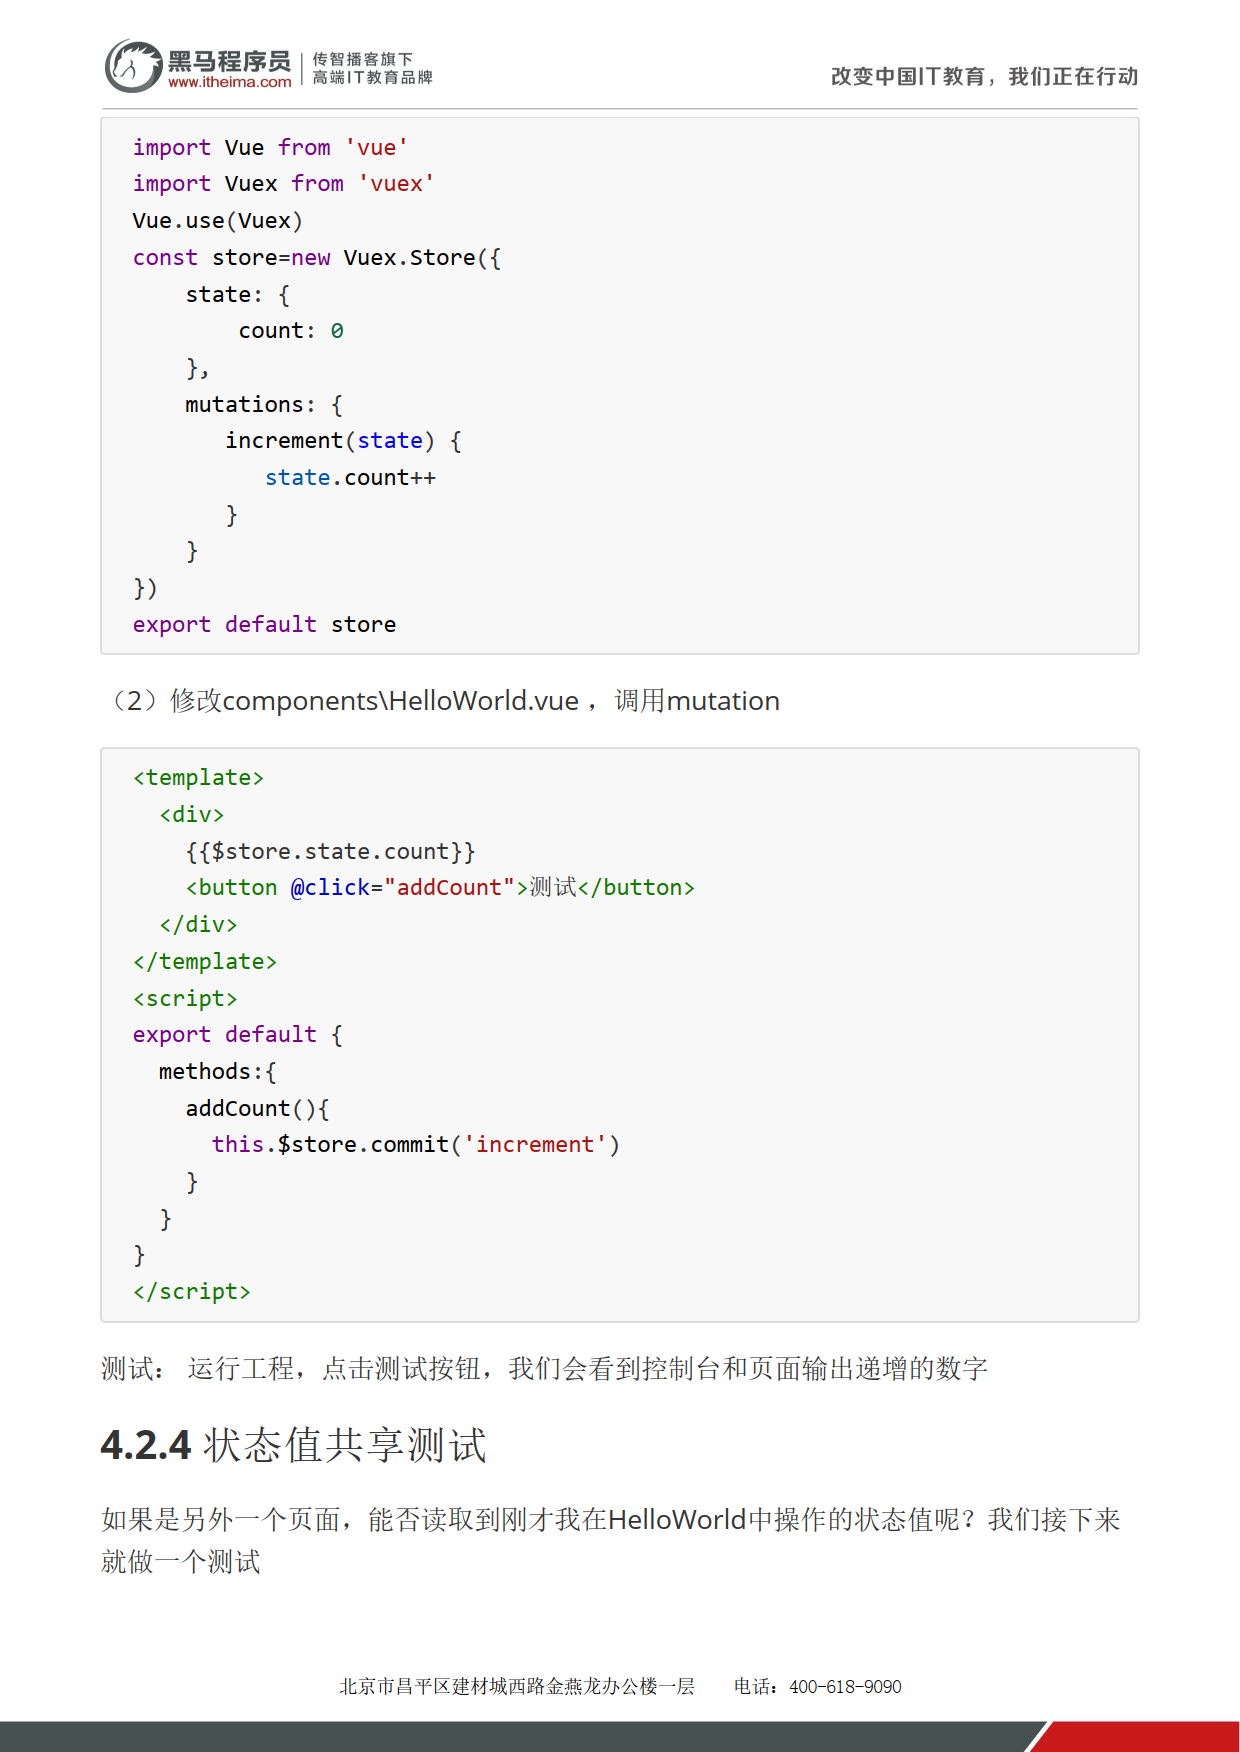 黑马程序员
www.itheima.com
传智播客旗下
高端IT教育品牌
改变中国IT教育，我们正在行动
import Vue from 'vue'
import Vuex from 'vuex'
Vue.use(Vuex)
const store=new Vuex.Store({
    state: {
        count: 0
    },
    mutations: {
       increment(state) {
          state.count++
       }
    }
})
export default store
（2）修改components\HelloWorld.vue ，调用mutation
<template>
  <div>
    {{$store.state.count}}
    <button @click="addCount">测试</button>
  </div>
</template>
<script>
export default {
  methods:{
    addCount(){
      this.$store.commit('increment')
    }
  }
}
</script>
测试： 运行工程，点击测试按钮，我们会看到控制台和页面输出递增的数字
4.2.4 状态值共享测试
如果是另外一个页面，能否读取到刚才我在HelloWorld中操作的状态值呢？我们接下来
就做一个测试
北京市昌平区建材城西路金燕龙办公楼一层 电话：400-618-9090